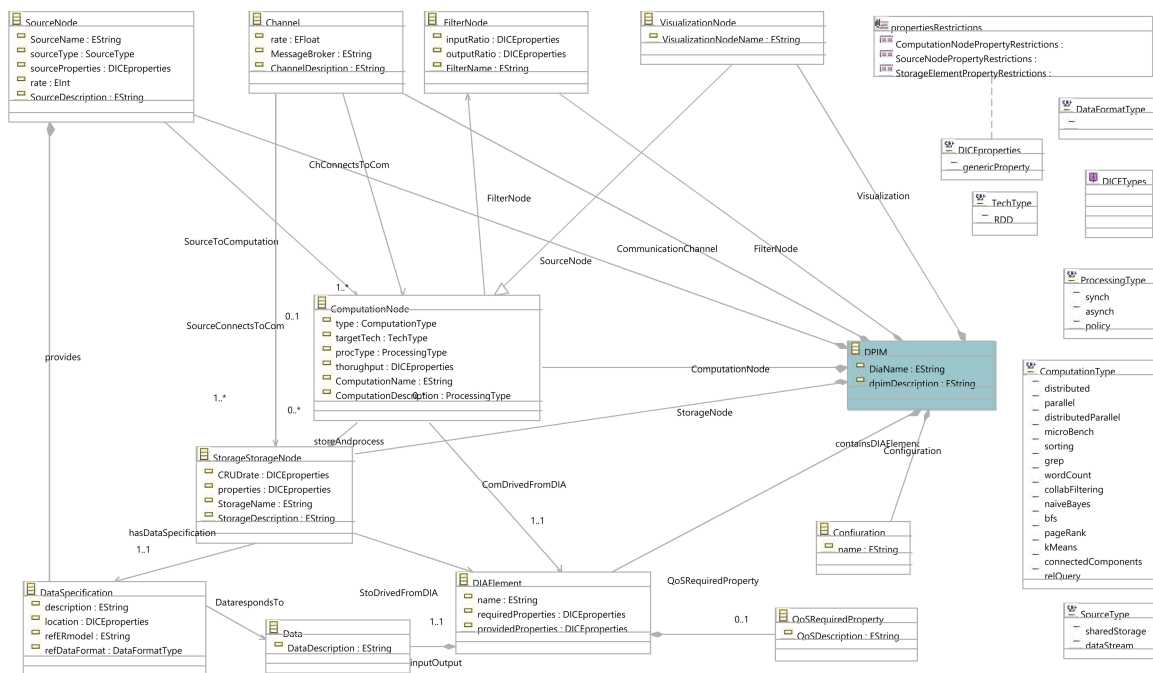 SourceNode
SourceName : EString
sourceType : SourceType
sourceProperties : DICEproperties
rate : EInt
SourceDescription : EString
Channel
rate : EFloat
MessageBroker : EString
ChannelDesription : EString
FilterNode
inputRatio : DICEproperties
outputRatio : DICEproperties
FilterName : EString
VisualizationNode
VisualizationNodeName : EString
propertiesRestrictions
ComputationNodePropertyRestrictions :
SourceNodePropertyRestrictions :
StorageElementPropertyRestrictions :
DataFormatType
DICEproperties
genericProperty
DICETypes
TechType
RDD
ChConnectsToCom
FilterNode
Visualization
SourceToComputation
CommunicationChannel
FilterNode
SourceNode
ProcessingType
synch
asynch
policy
1..*
0..1
ComputationNode
type : ComputationType
targetTech : TechType
procType : ProcessingType
thorughput : DICEproperties
ComputationName : EString
ComputationDescription : ProcessingType
0..*
SourceConnectsToCom
provides
DPIM
DiaName : EString
dpimDescription : EString
ComputationNode
ComputationType
distributed
parallel
distributedParallel
microBench
sorting
grep
wordCount
collabFiltering
naiveBayes
bfs
pageRank
kMeans
connectedComponents
relQuery
1..*
0..*
StorageNode
storeAndprocess
containsDIAElement
Configuration
StorageStorageNode
CRUDrate : DICEproperties
properties : DICEproperties
StorageName : EString
StorageDescription : EString
ComDrivedFromDIA
1..1
hasDataSpecification
1..1
Confiuration
name : EString
DataSpecification
description : EString
location : DICEproperties
refERmodel : EString
refDataFormat : DataFormatType
DatarespondsTo
StoDrivedFromDIA
1..1
DIAElement
name : EString
requiredProperties : DICEproperties
providedProperties : DICEproperties
QoSRequiredProperty
0..1
QoSRequiredProperty
QoSDescription : EString
SourceType
sharedStorage
dataStream
Data
DataDescription : EString
inputOutput